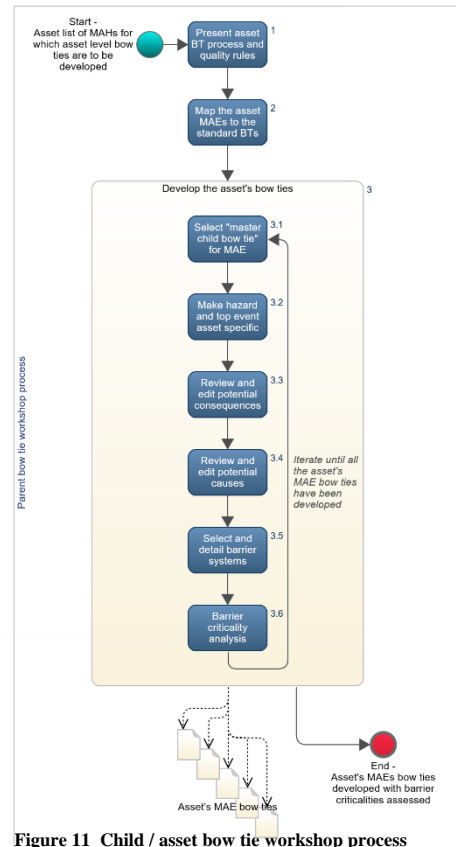 Start -
Asset list of MAHs for
which asset level bow
ties are to be
developed
Present asset
BT process and
quality rules
1
Map the asset
MAEs to the
standard BTs
2
Develop the asset's bow ties
3
Select "master
child bow tie"
for MAE
3.1
Make hazard
and top event
asset specific
3.2
Review and
edit potential
consequences
3.3
Review and
edit potential
causes
3.4
Select and
detail barrier
systems
3.5
Barrier
criticality
analysis
3.6
Iterate until all
the asset's
MAE bow ties
have been
developed
Parent bow tie workshop process
Asset's MAE bow ties
End -
Asset's MAEs bow ties
developed with barrier
criticalities assessed
Figure 11 Child / asset bow tie workshop process